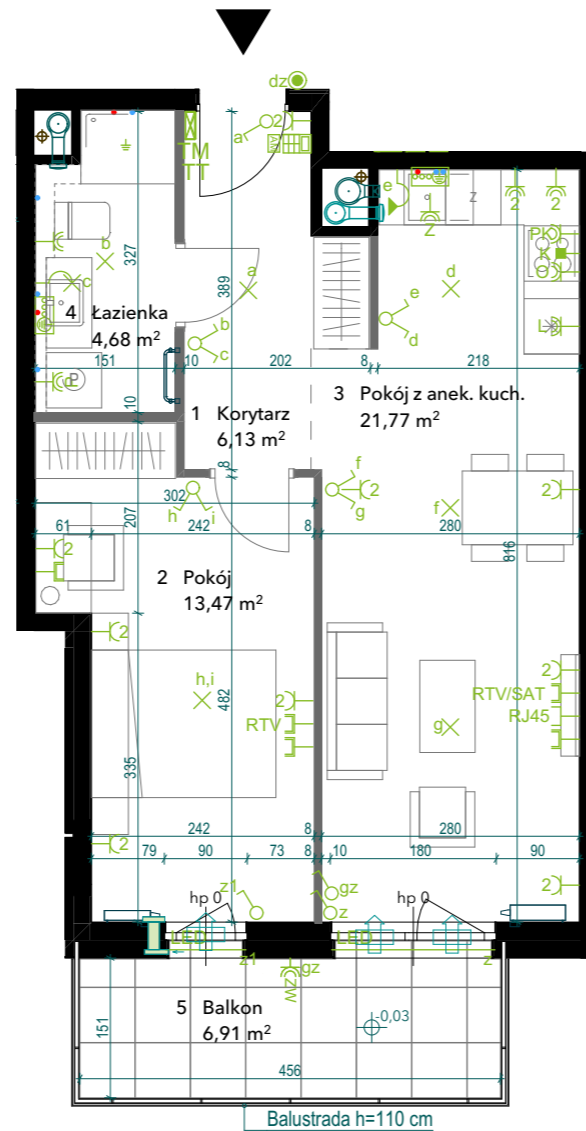 dz
a
2
TM
TT
AM
e
z
Z
2
2
PK
K
O
L
327
389
b
c
a
d
4 Łazienka
4,68 m²
b
c
e
d
P
151
10
202
8
218
10
1 Korytarz
6,13 m²
3 Pokój z anek. kuch.
21,77 m²
8
302
207
h
i
f
g
2
f
2
61
242
8
280
816
2
2 Pokój
13,47 m²
2
h,i
482
2
RTV
2
RTV/SAT
RJ45
g
335
242
8
280
2
79
90
73
8
10
180
90
2
z1
hp 0
gz
z
hp 0
LED
LED
z1
gz
z
ZW
5 Balkon
6,91 m²
-0,03
151
456
Balustrada h=110 cm